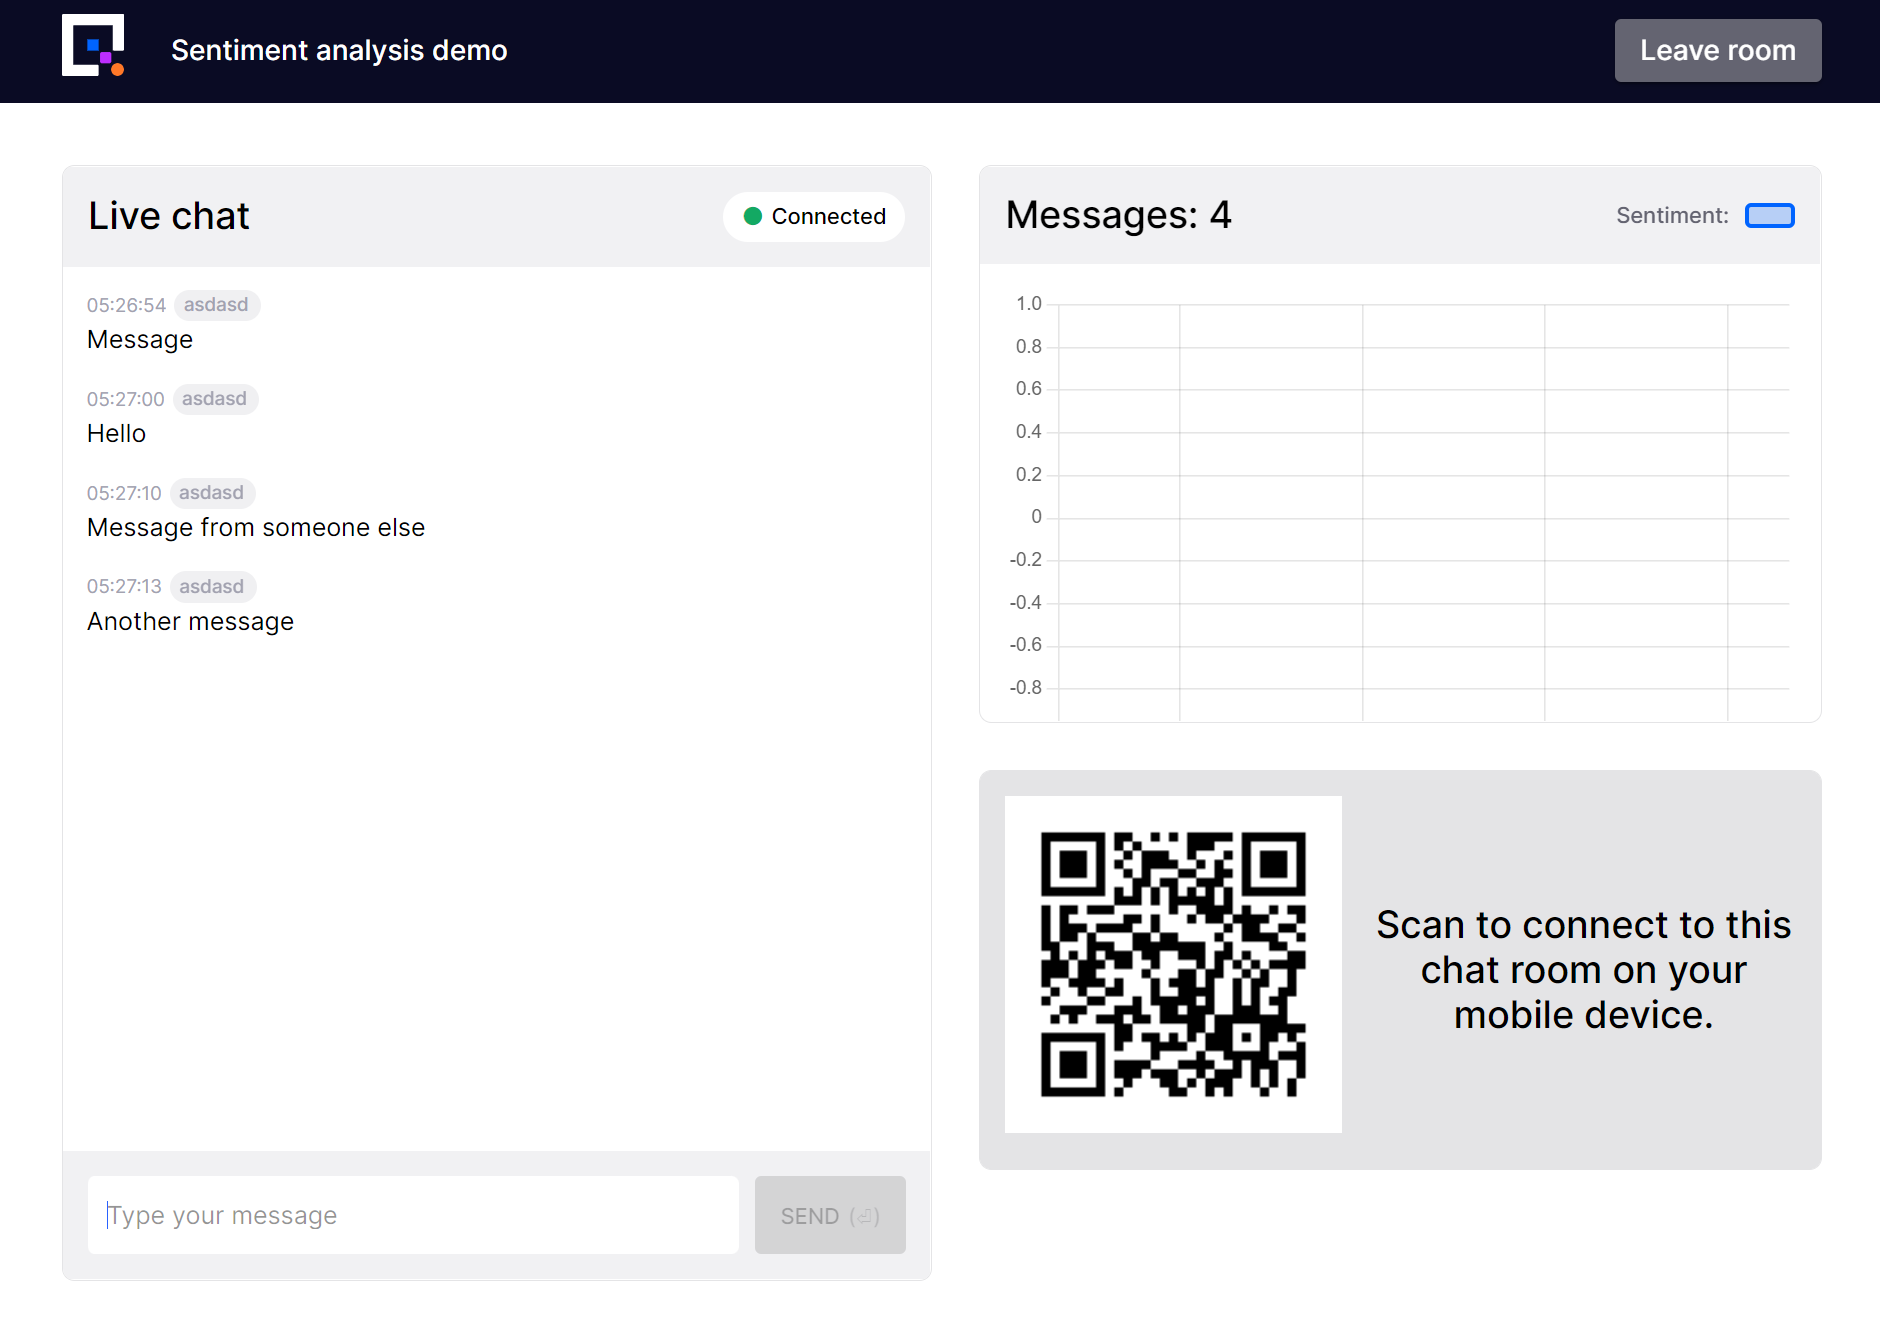 Sentiment analysis demo
Leave room
Live chat
Connected
05:26:54 asdasd
Message
05:27:00 asdasd
Hello
05:27:10 asdasd
Message from someone else
05:27:13 asdasd
Another message
Type your message
SEND (⏎)
Messages: 4
Sentiment:
1.0
0.8
0.6
0.4
0.2
0
-0.2
-0.4
-0.6
-0.8
Scan to connect to this
chat room on your
mobile device.